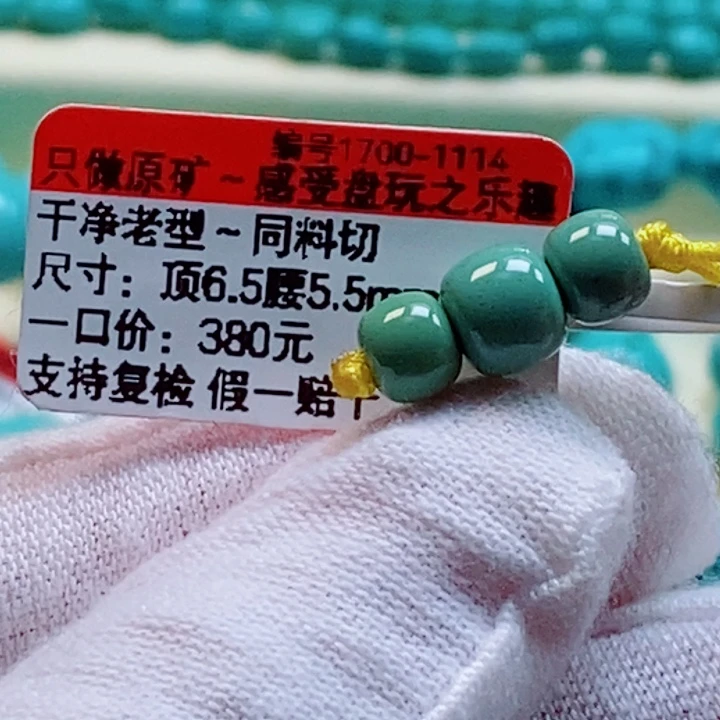 编号1700-1114
只做原矿~感受盘玩之乐趣
干净老型~同料切
尺寸：顶6.5腰5.5m
一口价：380元
支持复检 假一赔